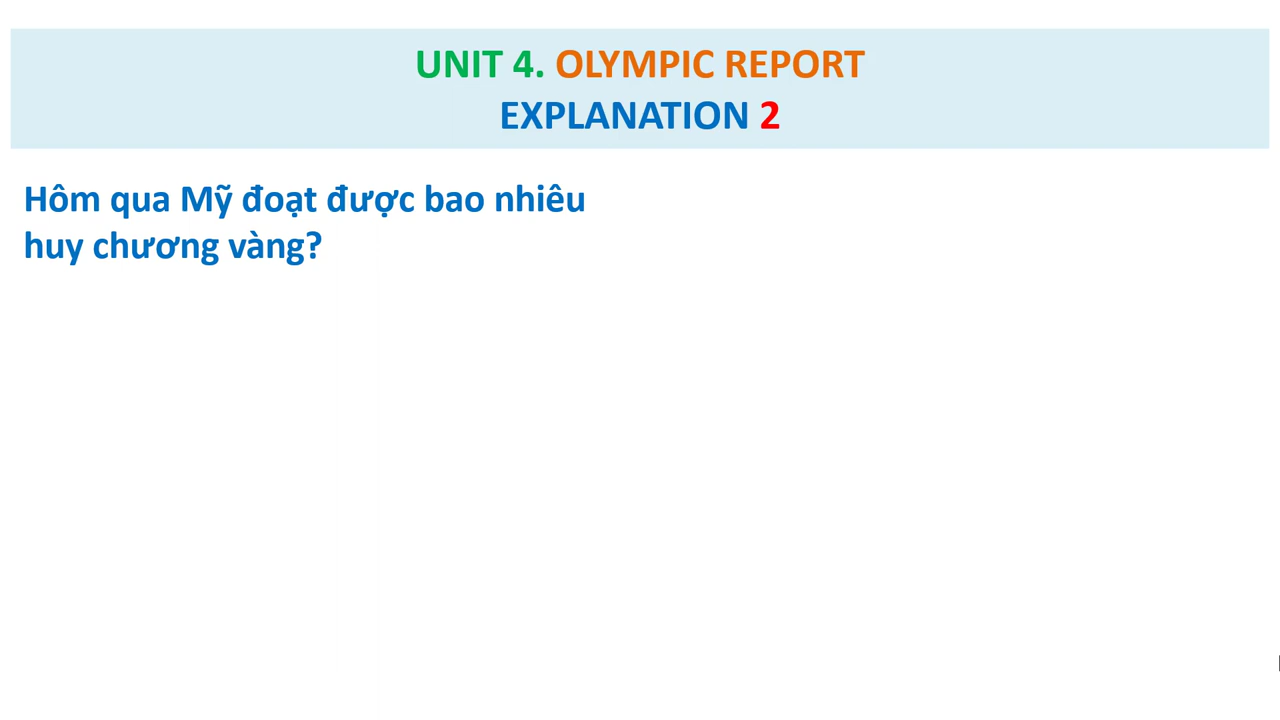 UNIT 4. OLYMPIC REPORT
EXPLANATION 2
Hôm qua Mỹ đoạt được bao nhiêu
huy chương vàng?